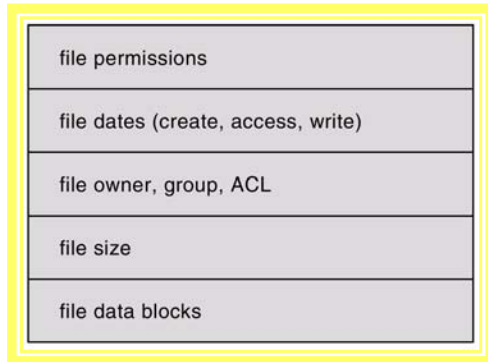 file permissions
file dates (create, access, write)
file owner, group, ACL
file size
file data blocks